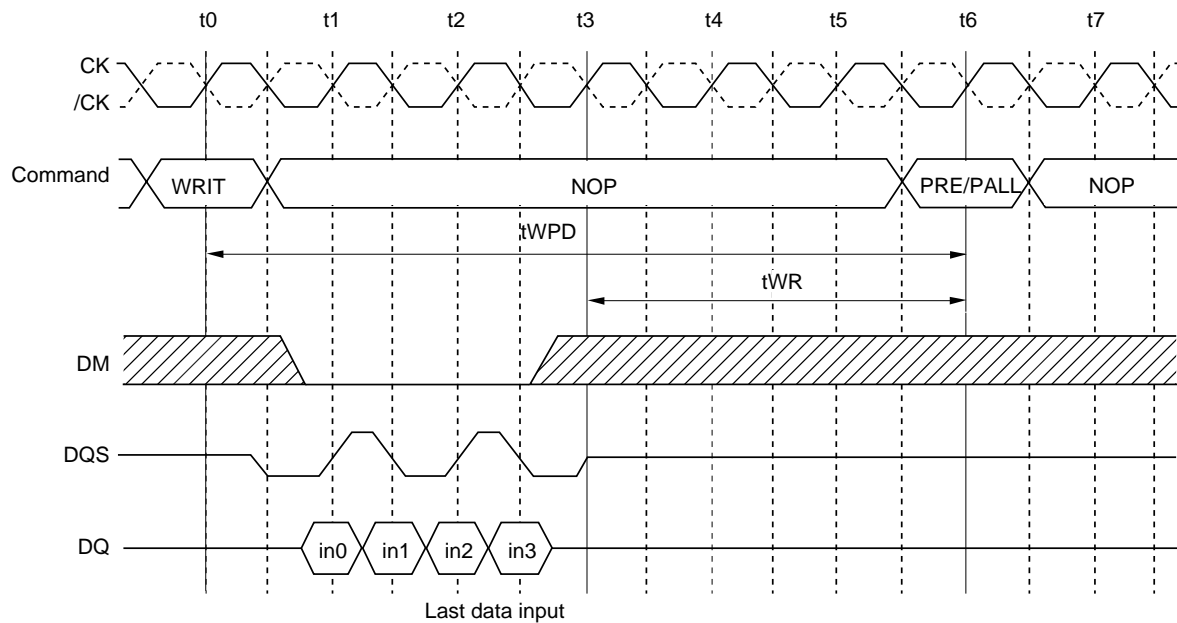 t0 t1 t2 t3 t4 t5 t6 t7
CK
/CK
Command WRIT NOP PRE/PALL NOP
tWPD
tWR
DM
DQS
DQ in0 in1 in2 in3
Last data input